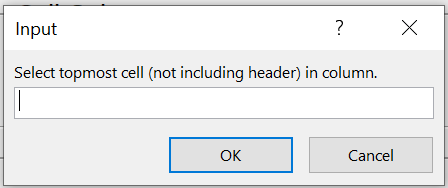 Input
?
Select topmost cell (not including header) in column.
OK
Cancel